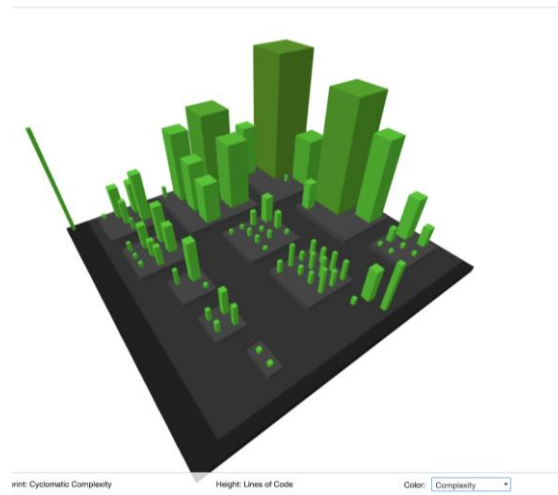 rint: Cyclomatic Complexity
Height: Lines of Code
Color: Complexity